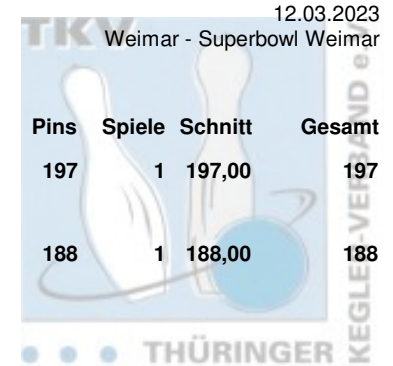 12.03.2023
TKV
Weimar - Superbowl Weimar
Pins Spiele Schnitt Gesamt
197 1 197,00 197
188 1 188,00 188
THÜRINGER
KEGLER-VERBAND e.V.